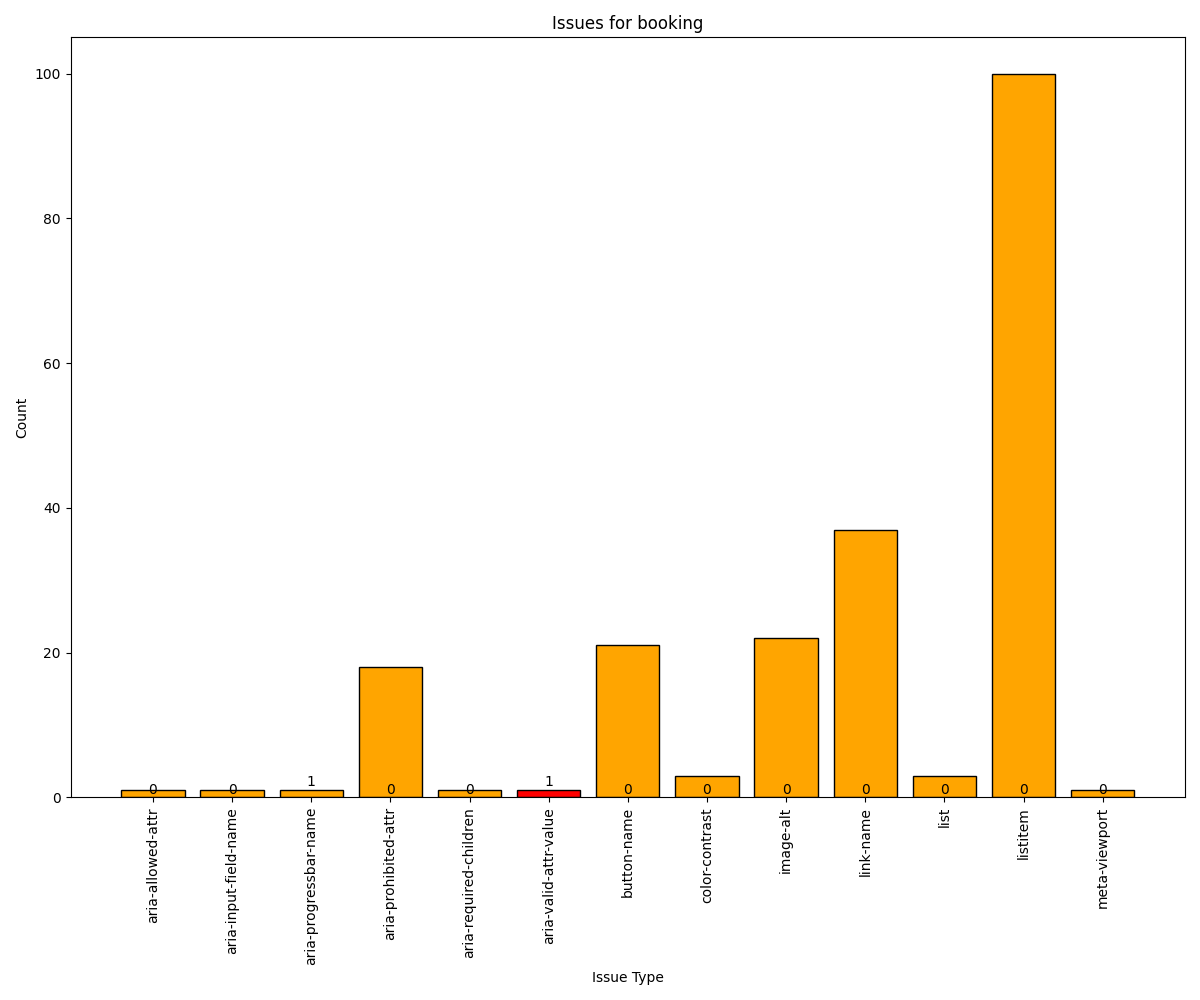 Issues for booking
100
80
60
40
20
0
Count
0 0 1 0 0 1 0 0 0 0 0 0 0
aria-allowed-attr
aria-input-field-name
aria-progressbar-name
aria-prohibited-attr
aria-required-children
aria-valid-attr-value
button-name
color-contrast
image-alt
link-name
list
listitem
meta-viewport
Issue Type